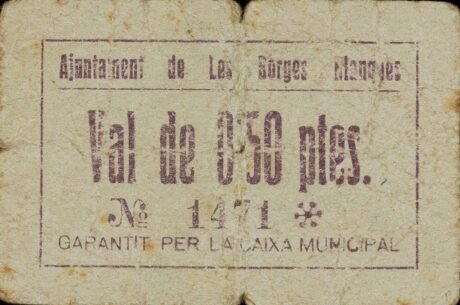 Ajuntament de Les Borges Blanques
Val de 0'50 ptes.
№ 1471 *
GARANTIT PER LA CAIXA MUNICIPAL